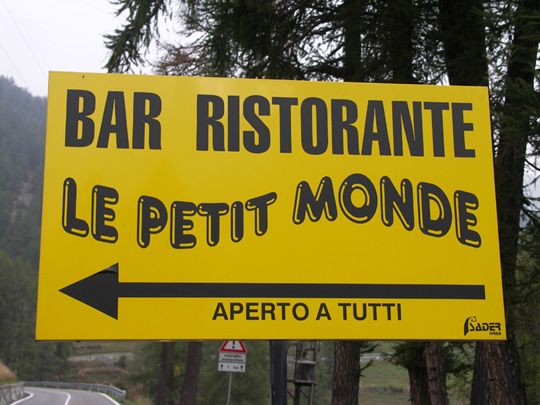 BAR RISTORANTE
LE PETIT MONDE
APERTO A TUTTI
SADER